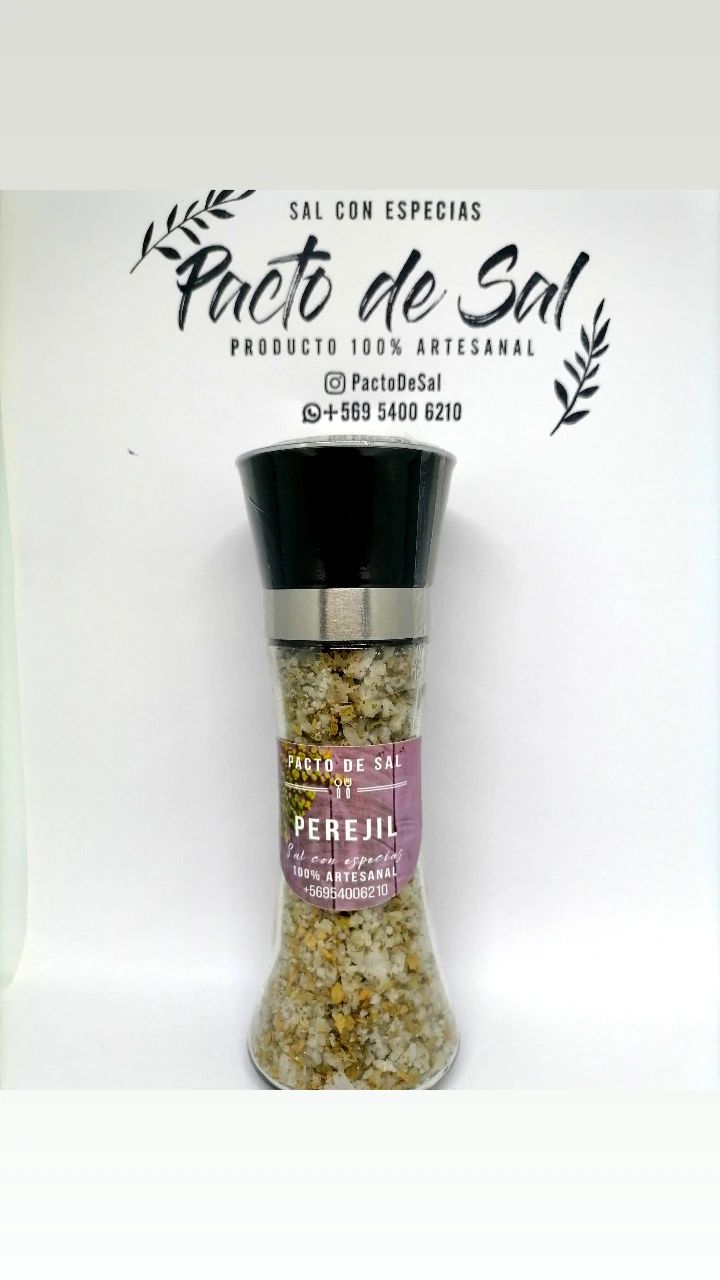 SAL CON ESPECIAS
Pacto de Sal
PRODUCTO 100% ARTESANAL
PactoDeSal
+569 5400 6210
PACTO DE SAL
PEREJIL
Sal con especias
100% ARTESANAL
+56954006210